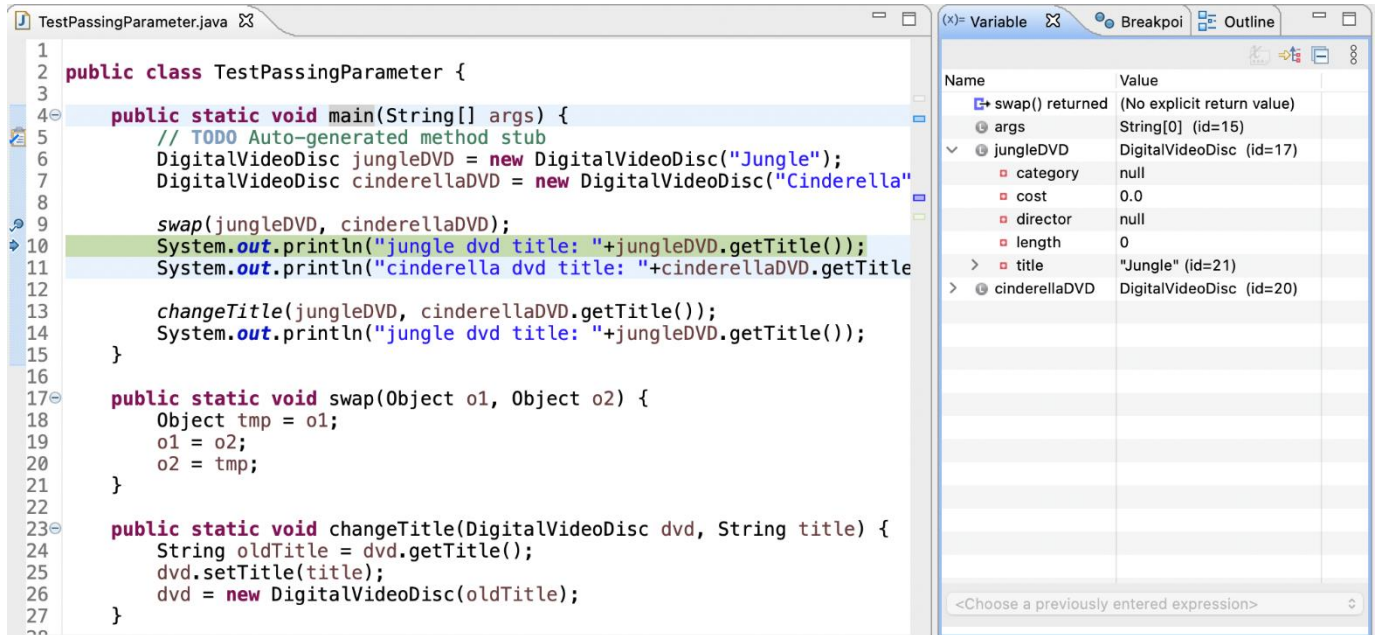 TestPassingParameter.java
1
2 public class TestPassingParameter {
3
4 public static void main(String[] args) {
5 // TODO Auto-generated method stub
6 DigitalVideoDisc jungleDVD = new DigitalVideoDisc("Jungle");
7 DigitalVideoDisc cinderellaDVD = new DigitalVideoDisc("Cinderella"
8
9 swap(jungleDVD, cinderellaDVD);
10 System.out.println("jungle dvd title: "+jungleDVD.getTitle());
11 System.out.println("cinderella dvd title: "+cinderellaDVD.getTitle
12
13 changeTitle(jungleDVD, cinderellaDVD.getTitle());
14 System.out.println("jungle dvd title: "+jungleDVD.getTitle());
15 }
16
17 public static void swap(Object o1, Object o2) {
18 Object tmp = o1;
19 o1 = o2;
20 o2 = tmp;
21 }
22
23 public static void changeTitle(DigitalVideoDisc dvd, String title) {
24 String oldTitle = dvd.getTitle();
25 dvd.setTitle(title);
26 dvd = new DigitalVideoDisc(oldTitle);
27 }
(x)= Variable Breakpoi Outline
Name Value
swap() returned (No explicit return value)
args String[0] (id=15)
jungleDVD DigitalVideoDisc (id=17)
category null
cost 0.0
director null
length 0
title "Jungle" (id=21)
cinderellaDVD DigitalVideoDisc (id=20)
<Choose a previously entered expression>